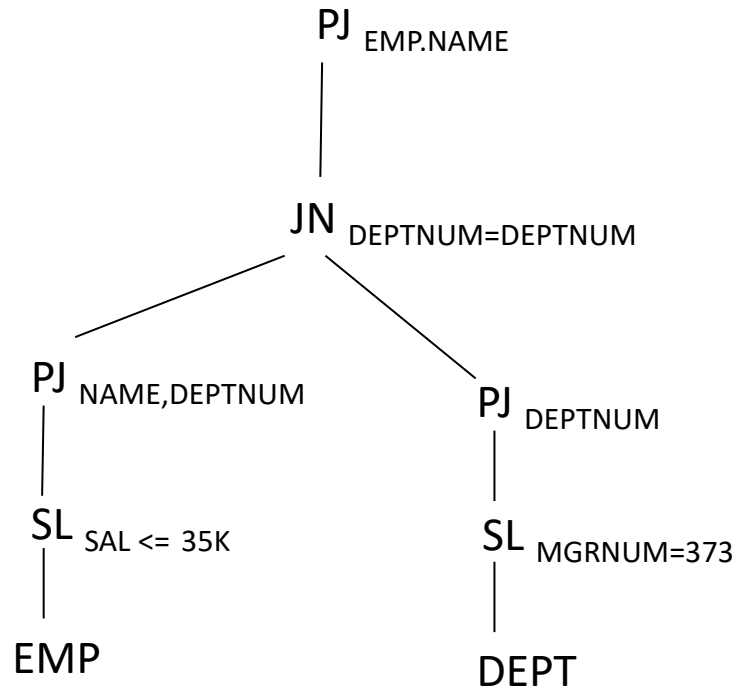 PJ EMP.NAME
JN DEPTNUM=DEPTNUM
PJ NAME,DEPTNUM
PJ DEPTNUM
SL SAL <= 35K
SL MGRNUM=373
EMP
DEPT